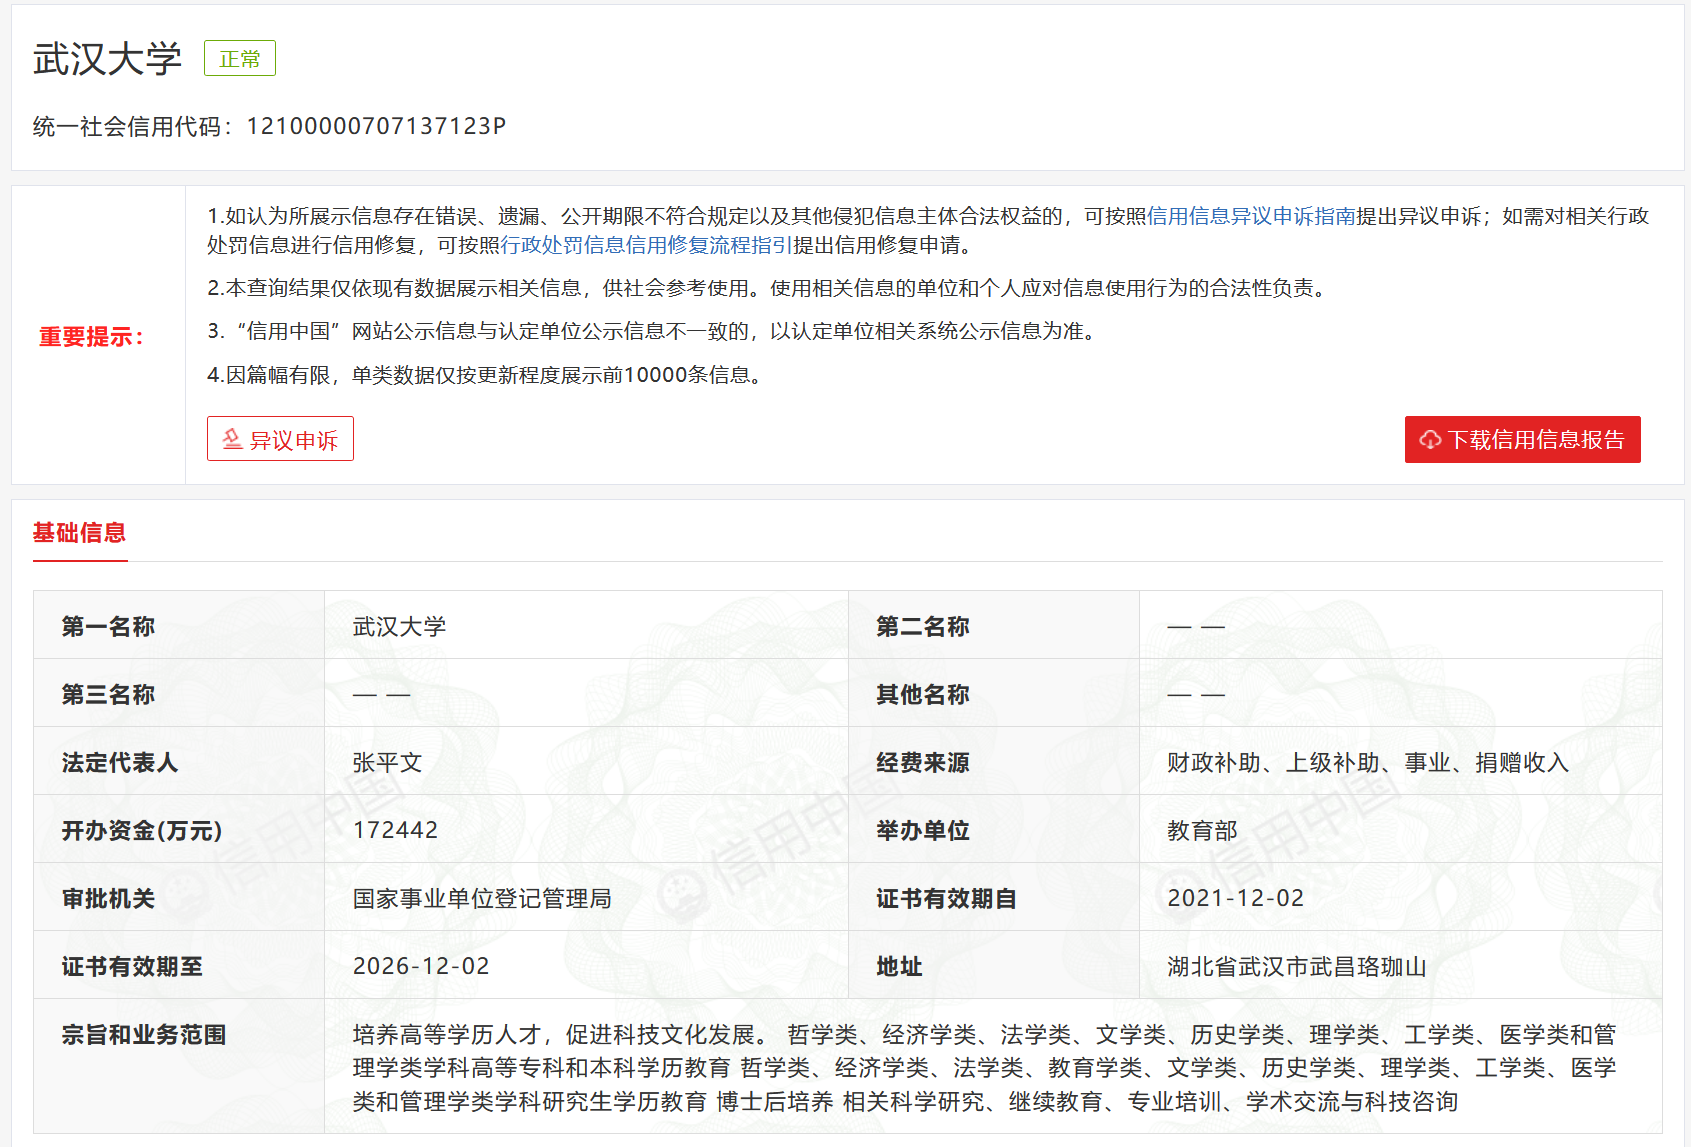 武汉大学 正常
统一社会信用代码：12100000707137123P
重要提示：
1.如认为所展示信息存在错误、遗漏、公开期限不符合规定以及其他侵犯信息主体合法权益的，可按照信用信息异议申诉指南提出异议申诉；如需对相关行政
处罚信息进行信用修复，可按照行政处罚信息信用修复流程指引提出信用修复申请。
2.本查询结果仅依现有数据展示相关信息，供社会参考使用。使用相关信息的单位和个人应对信息使用行为的合法性负责。
3.“信用中国”网站公示信息与认定单位公示信息不一致的，以认定单位相关系统公示信息为准。
4.因篇幅有限，单类数据仅按更新程度展示前10000条信息。
异议申诉 下载信用信息报告
基础信息
第一名称 武汉大学 第二名称 — —
第三名称 — — 其他名称 — —
法定代表人 张平文 经费来源 财政补助、上级补助、事业、捐赠收入
开办资金(万元) 172442 举办单位 教育部
审批机关 国家事业单位登记管理局 证书有效期自 2021-12-02
证书有效期至 2026-12-02 地址 湖北省武汉市武昌珞珈山
宗旨和业务范围 培养高等学历人才，促进科技文化发展。 哲学类、经济学类、法学类、文学类、历史学类、理学类、工学类、医学类和管
理学类学科高等专科和本科学历教育 哲学类、经济学类、法学类、教育学类、文学类、历史学类、理学类、工学类、医学
类和管理学类学科研究生学历教育 博士后培养 相关科学研究、继续教育、专业培训、学术交流与科技咨询
信用中国
信用中国
信用中国